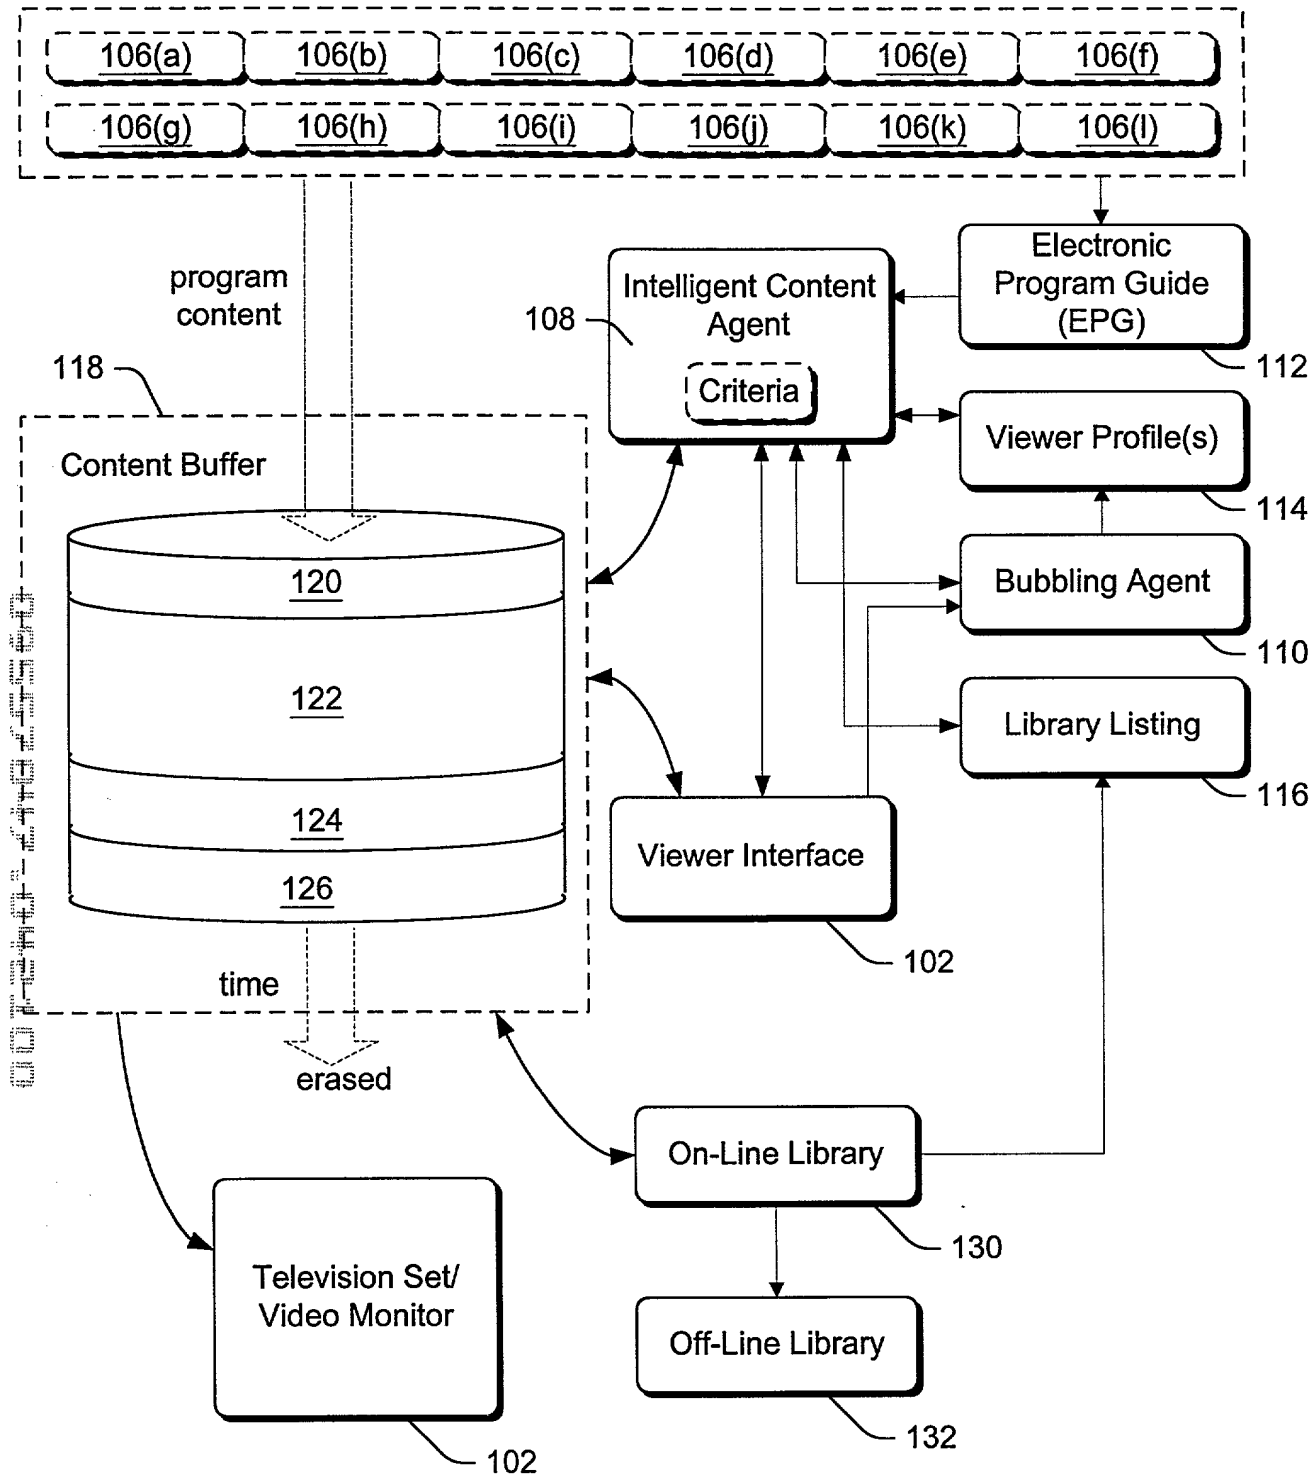 106(a) 106(b) 106(c) 106(d) 106(e) 106(f)
106(g) 106(h) 106(i) 106(j) 106(k) 106(l)
program
content
Electronic
Program Guide
(EPG)
112
Intelligent Content
Agent
108
Criteria
118
Content Buffer
Viewer Profile(s)
114
120
Bubbling Agent
110
122
Library Listing
116
124
126
Viewer Interface
102
time
erased
On-Line Library
130
Television Set/
Video Monitor
102
Off-Line Library
132